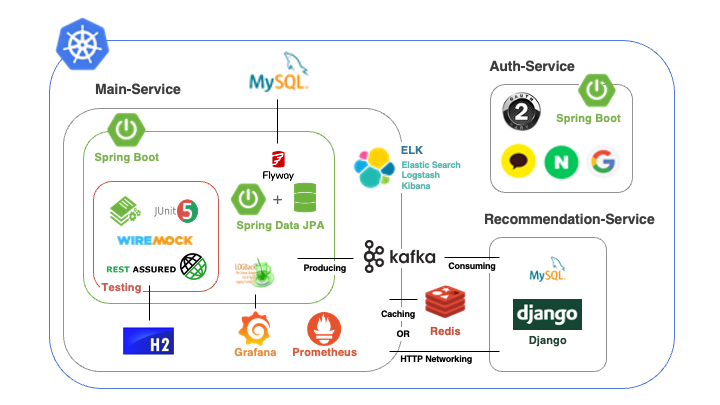 Main-Service
MySQL
Auth-Service
OAUTH
2
Spring Boot
N
G
Spring Boot
Flyway
ELK
Elastic Search
Logstash
Kibana
+
Spring Data JPA
JUnit 5
WIREMOCK
REST ASSURED
Testing
LOGBack
Producing
kafka
Consuming
Recommendation-Service
MySQL
django
Django
Caching
OR
Redis
HTTP Networking
H2
Grafana
Prometheus